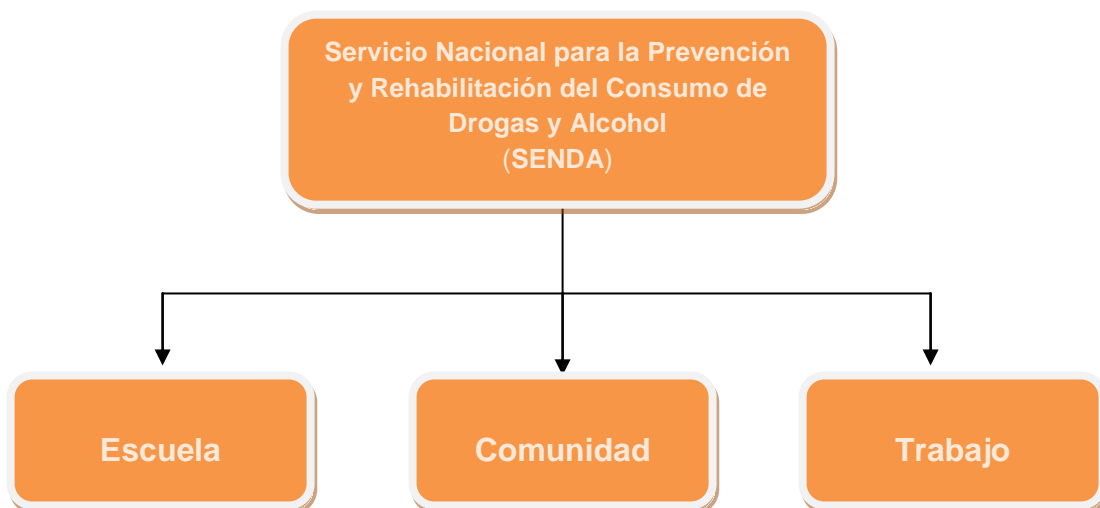 Servicio Nacional para la Prevención
y Rehabilitación del Consumo de
Drogas y Alcohol
(SENDA)
Escuela
Comunidad
Trabajo